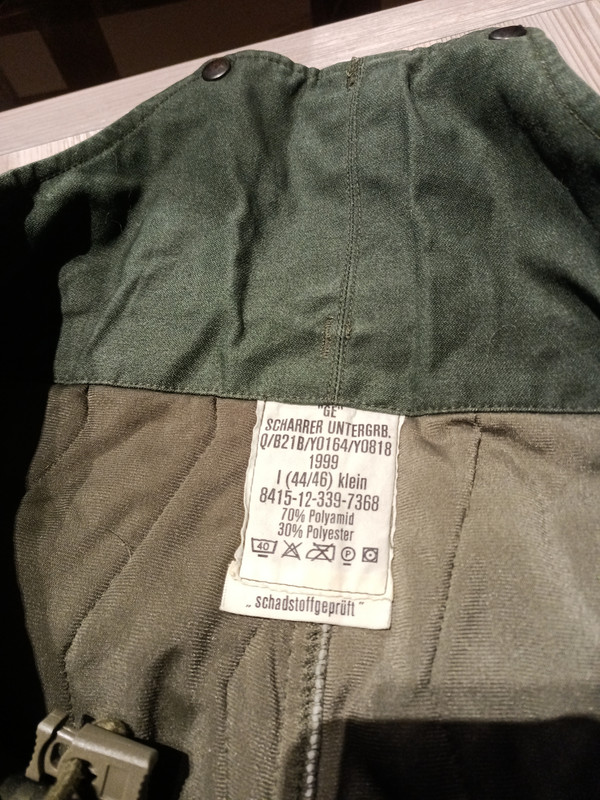 "GE"
SCHARRER UNTERGRB.
Q/B21B/Y0164/Y0818
1999
I (44/46) klein
8415-12-339-7368
70% Polyamid
30% Polyester
40 P
„schadstoffgeprüft"